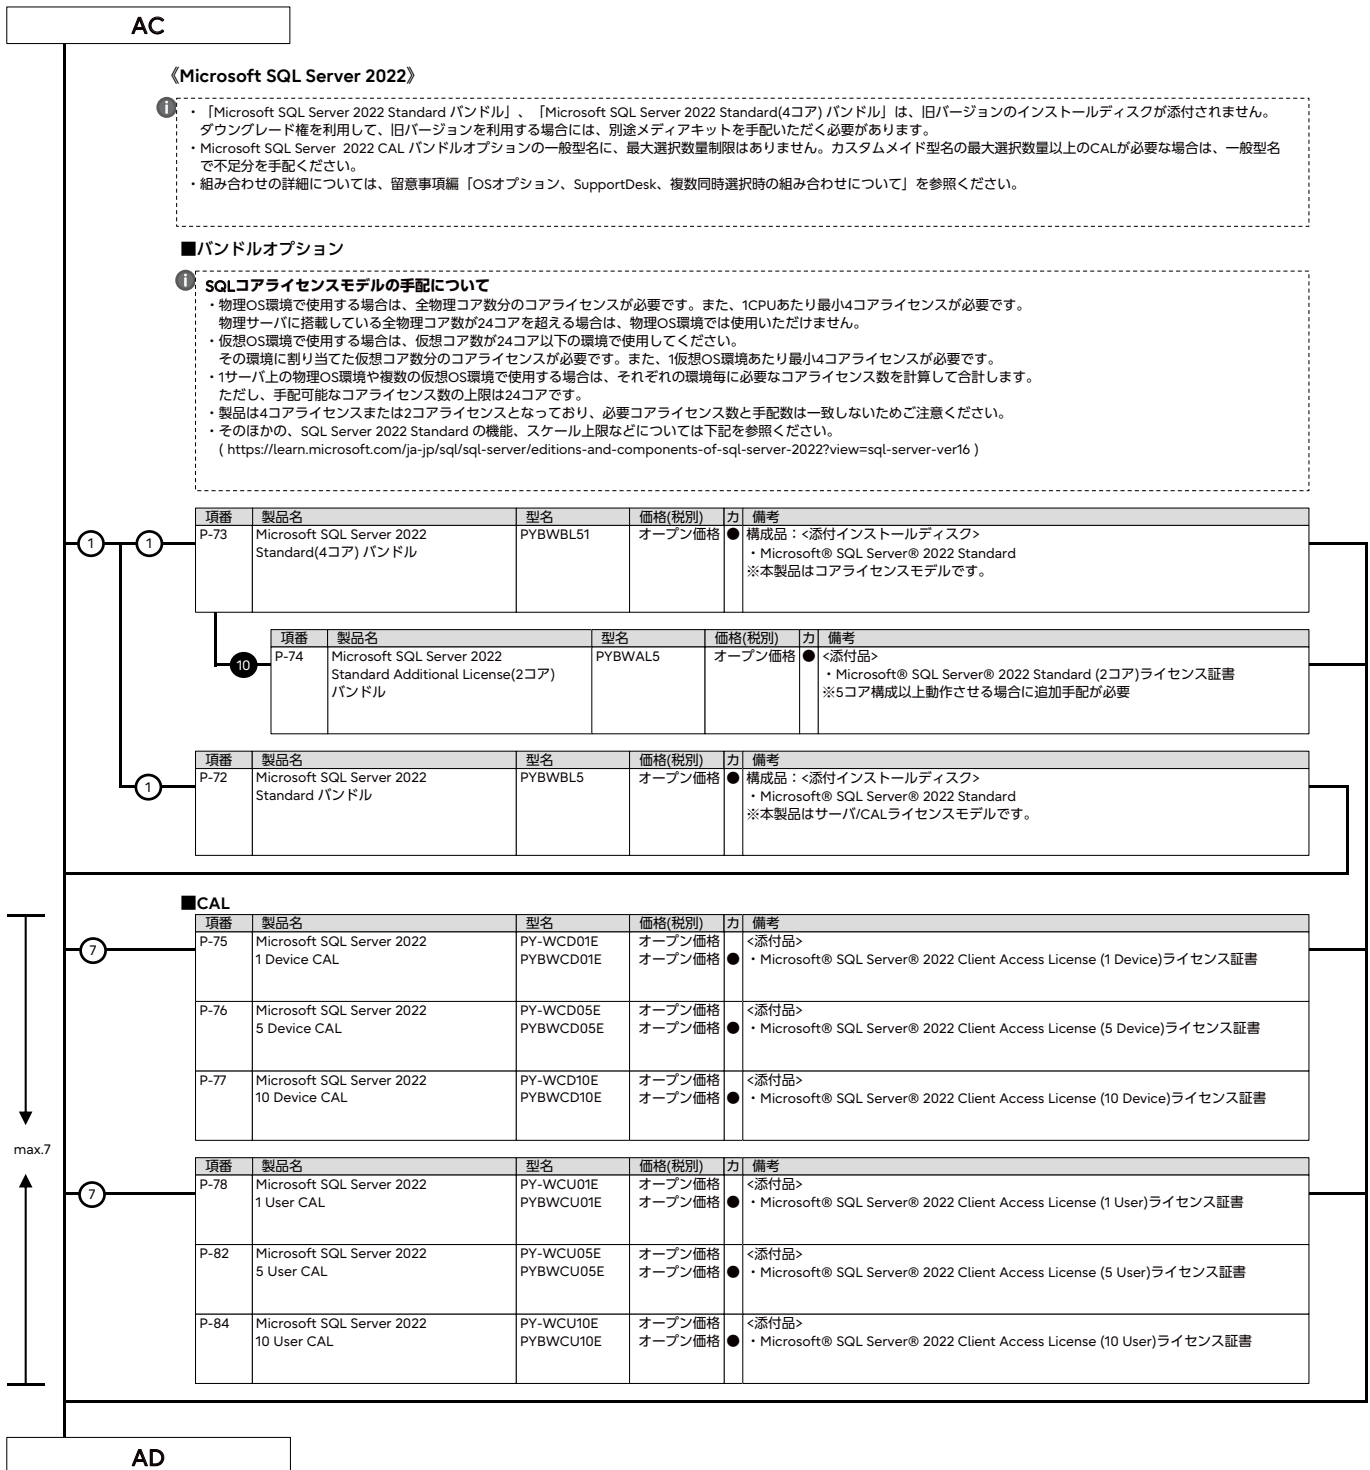 AC
《Microsoft SQL Server 2022》
・「Microsoft SQL Server 2022 Standard バンドル」、「Microsoft SQL Server 2022 Standard(4コア) バンドル」は、旧バージョンのインストールディスクが添付されません。
ダウングレード権を利用して、旧バージョンを利用する場合には、別途メディアキットを手配いただく必要があります。
・Microsoft SQL Server 2022 CAL バンドルオプションの一般型名に、最大選択数量制限はありません。カスタムメイド型名の最大選択数量以上のCALが必要な場合は、一般型名
で不足分を手配ください。
・組み合わせの詳細については、留意事項編「OSオプション、SupportDesk、複数同時選択時の組み合わせについて」を参照ください。
■バンドルオプション
SQLコアライセンスモデルの手配について
・物理OS環境で使用する場合は、全物理コア数分のコアライセンスが必要です。また、1CPUあたり最小4コアライセンスが必要です。
物理サーバに搭載している全物理コア数が24コアを超える場合は、物理OS環境では使用いただけません。
・仮想OS環境で使用する場合は、仮想コア数が24コア以下の環境で使用してください。
その環境に割り当てた仮想コア数分のコアライセンスが必要です。また、1仮想OS環境あたり最小4コアライセンスが必要です。
・1サーバ上の物理OS環境や複数の仮想OS環境で使用する場合は、それぞれの環境毎に必要なコアライセンス数を計算して合計します。
ただし、手配可能なコアライセンス数の上限は24コアです。
・製品は4コアライセンスまたは2コアライセンスとなっており、必要コアライセンス数と手配数は一致しないためご注意ください。
・そのほかの、SQL Server 2022 Standard の機能、スケール上限などについては下記を参照ください。
( https://learn.microsoft.com/ja-jp/sql/sql-server/editions-and-components-of-sql-server-2022?view=sql-server-ver16 )
項番 製品名 型名 価格(税別) カ 備考
1 1 P-73 Microsoft SQL Server 2022 PYBWBL51 オープン価格 ● 構成品：<添付インストールディスク>
Standard(4コア) バンドル ・Microsoft® SQL Server® 2022 Standard
※本製品はコアライセンスモデルです。
項番 製品名 型名 価格(税別) カ 備考
10 P-74 Microsoft SQL Server 2022 PYBWAL5 オープン価格 ● <添付品>
Standard Additional License(2コア) ・Microsoft® SQL Server® 2022 Standard (2コア)ライセンス証書
バンドル ※5コア構成以上動作させる場合に追加手配が必要
項番 製品名 型名 価格(税別) カ 備考
1 P-72 Microsoft SQL Server 2022 PYBWBL5 オープン価格 ● 構成品：<添付インストールディスク>
Standard バンドル ・Microsoft® SQL Server® 2022 Standard
※本製品はサーバ/CALライセンスモデルです。
■CAL
項番 製品名 型名 価格(税別) カ 備考
7 P-75 Microsoft SQL Server 2022 PY-WCD01E オープン価格 <添付品>
1 Device CAL PYBWCD01E オープン価格 ● ・Microsoft® SQL Server® 2022 Client Access License (1 Device)ライセンス証書
P-76 Microsoft SQL Server 2022 PY-WCD05E オープン価格 <添付品>
5 Device CAL PYBWCD05E オープン価格 ● ・Microsoft® SQL Server® 2022 Client Access License (5 Device)ライセンス証書
P-77 Microsoft SQL Server 2022 PY-WCD10E オープン価格 <添付品>
10 Device CAL PYBWCD10E オープン価格 ● ・Microsoft® SQL Server® 2022 Client Access License (10 Device)ライセンス証書
max.7
項番 製品名 型名 価格(税別) カ 備考
7 P-78 Microsoft SQL Server 2022 PY-WCU01E オープン価格 <添付品>
1 User CAL PYBWCU01E オープン価格 ● ・Microsoft® SQL Server® 2022 Client Access License (1 User)ライセンス証書
P-82 Microsoft SQL Server 2022 PY-WCU05E オープン価格 <添付品>
5 User CAL PYBWCU05E オープン価格 ● ・Microsoft® SQL Server® 2022 Client Access License (5 User)ライセンス証書
P-84 Microsoft SQL Server 2022 PY-WCU10E オープン価格 <添付品>
10 User CAL PYBWCU10E オープン価格 ● ・Microsoft® SQL Server® 2022 Client Access License (10 User)ライセンス証書
AD